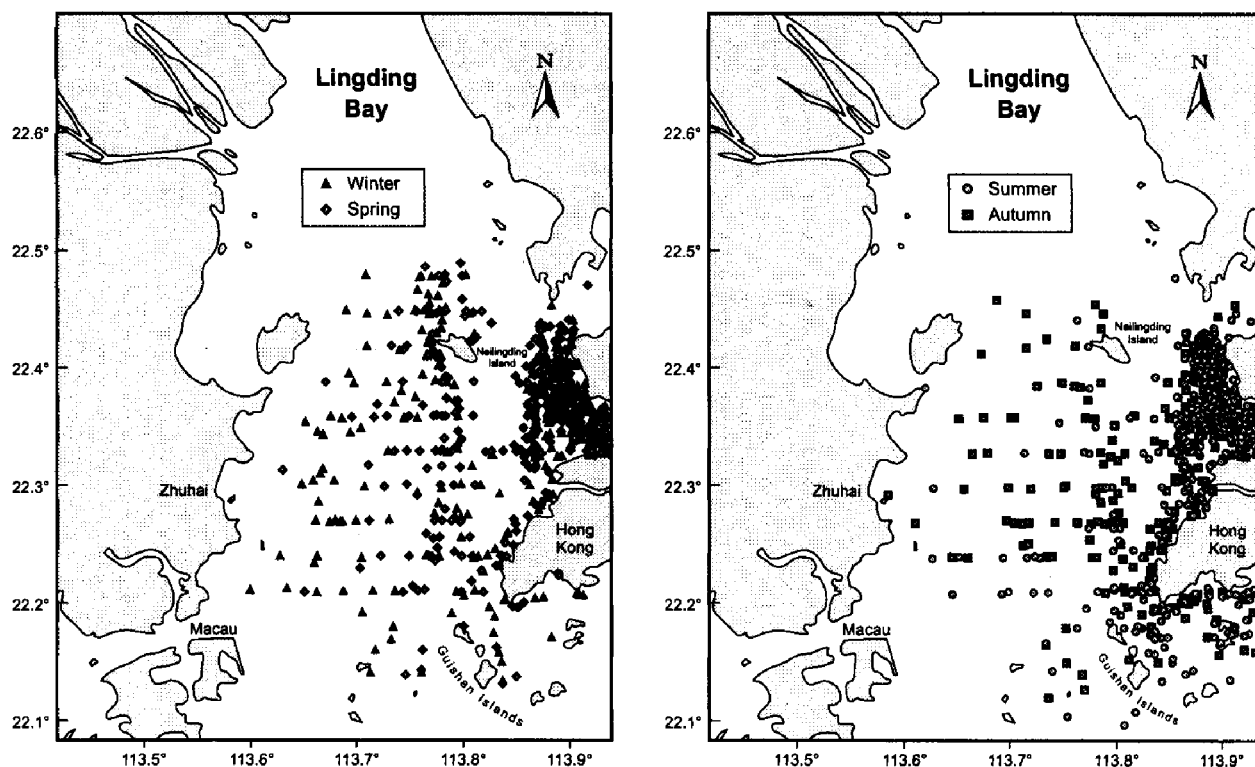 Lingding
Bay
N
Winter
Spring
22.6°
22.5°
22.4°
22.3°
22.2°
22.1°
Neilingding
Island
Zhuhai
Hong
Kong
Macau
Guishan Islands
113.5°
113.6°
113.7°
113.8°
113.9°
Lingding
Bay
N
Summer
Autumn
22.6°
22.5°
22.4°
22.3°
22.2°
22.1°
Neilingding
Island
Zhuhai
Hong
Kong
Macau
Guishan Islands
113.5°
113.6°
113.7°
113.8°
113.9°